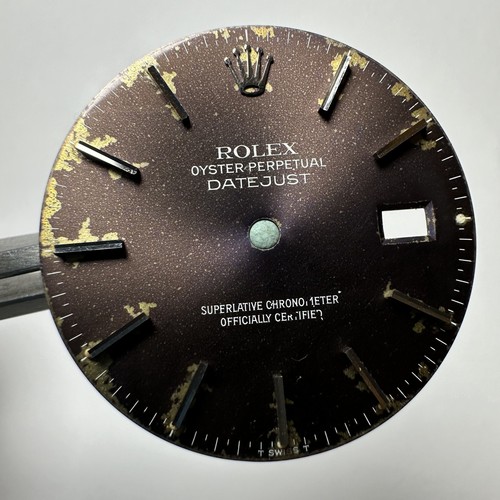 ROLEX
OYSTER PERPETUAL
DATEJUST
SUPERLATIVE CHRONOMETER
OFFICIALLY CERTIFIED
T SWISS T